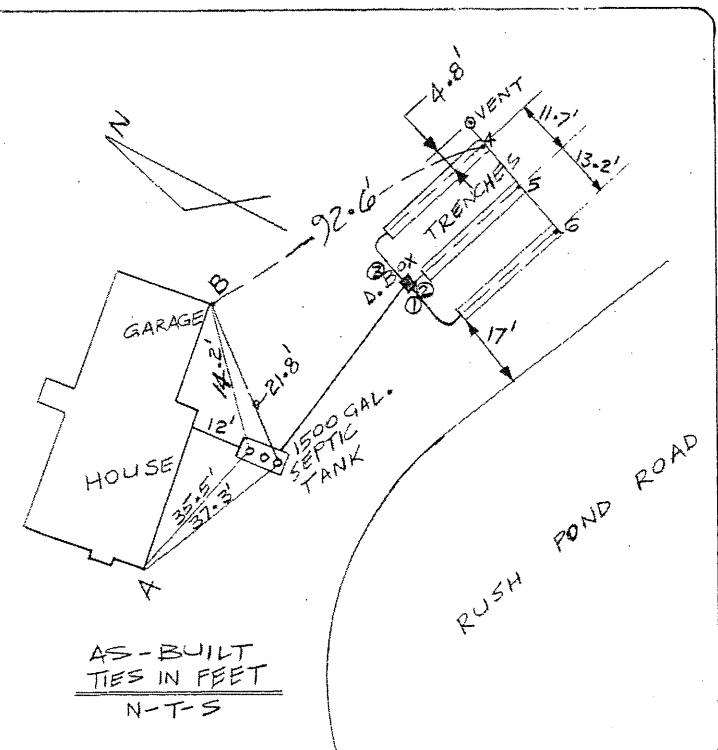 N
4.8'
VENT
11.7'
13.2'
4
TRENCHES
5
6
92.6'
3
D. BOX
1
2
17'
B
GARAGE
14.2'
21.8'
12'
1500 GAL.
SEPTIC
TANK
HOUSE
35.5'
37.3'
A
RUSH POND ROAD
AS-BUILT
TIES IN FEET
N-T-S